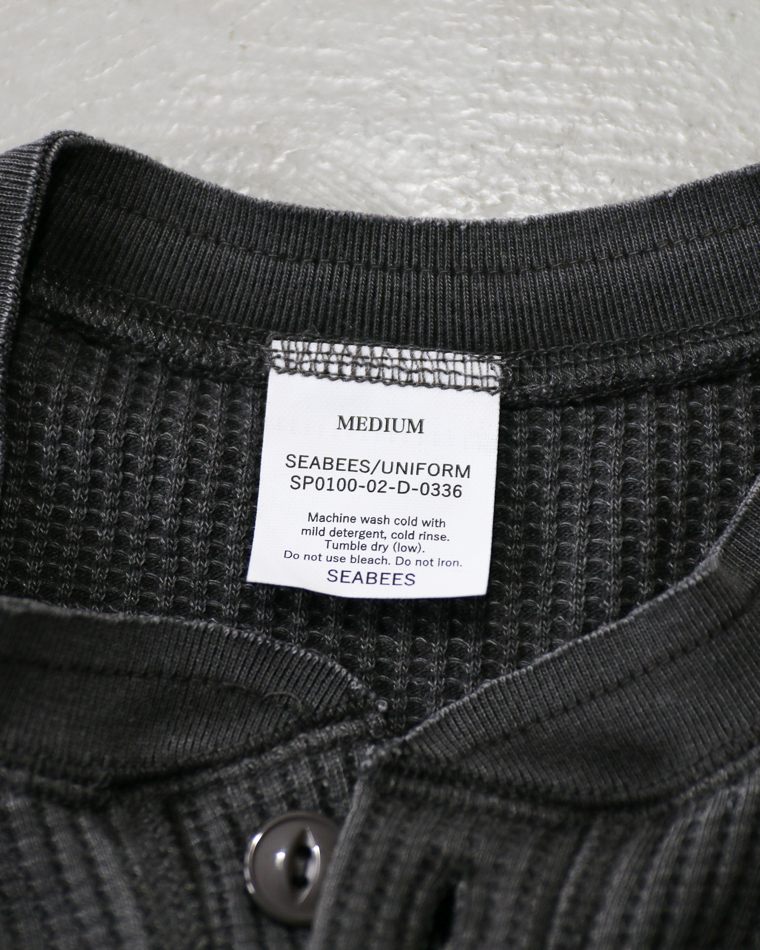 MEDIUM
SEABEES/UNIFORM
SP0100-02-D-0336
Machine wash cold with
mild detergent, cold rinse.
Tumble dry (low).
Do not use bleach. Do not iron.
SEABEES